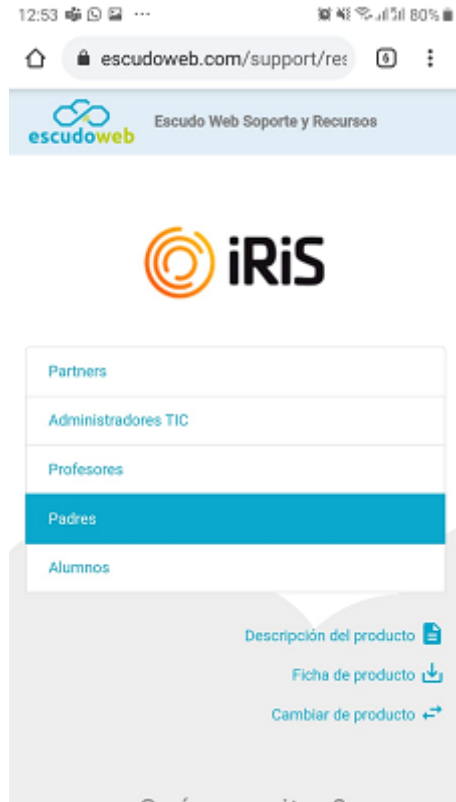 12:53
80%
escudoweb.com/support/res
6
escudoweb
Escudo Web Soporte y Recursos
iRiS
Partners
Administradores TIC
Profesores
Padres
Alumnos
Descripción del producto
Ficha de producto
Cambiar de producto